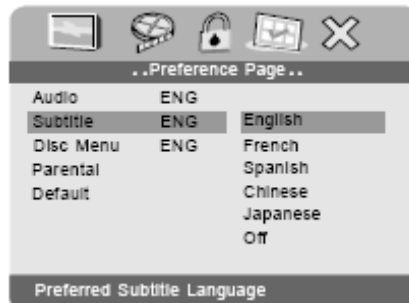 ..Preference Page..
Audio ENG
Subtitle ENG English
Disc Menu ENG French
Parental Spanish
Default Chinese
Japanese
Off
Preferred Subtitle Language